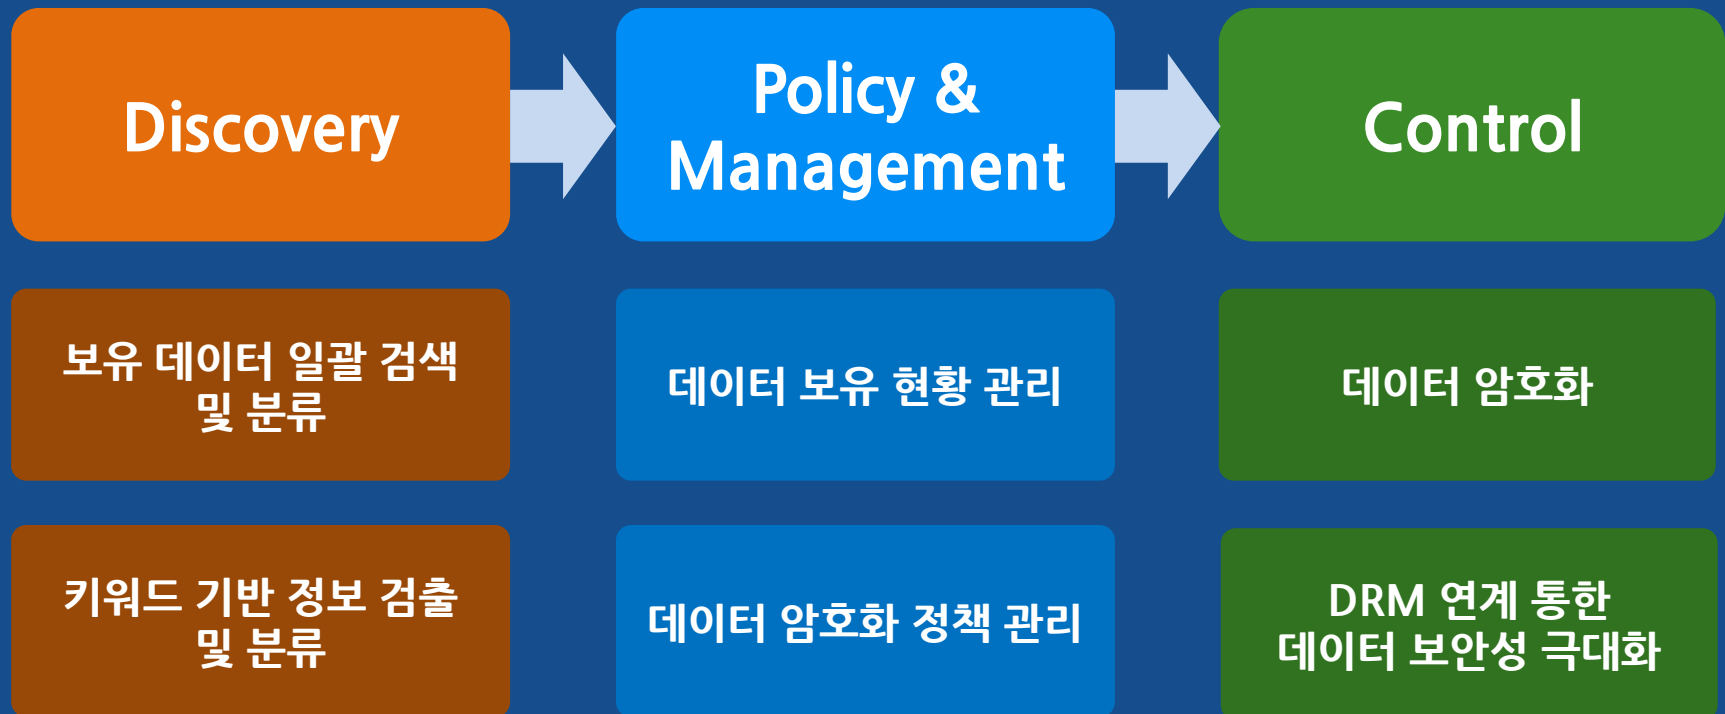 Discovery
Policy &
Management
Control
보유 데이터 일괄 검색
및 분류
데이터 보유 현황 관리
데이터 암호화
키워드 기반 정보 검출
및 분류
데이터 암호화 정책 관리
DRM 연계 통한
데이터 보안성 극대화